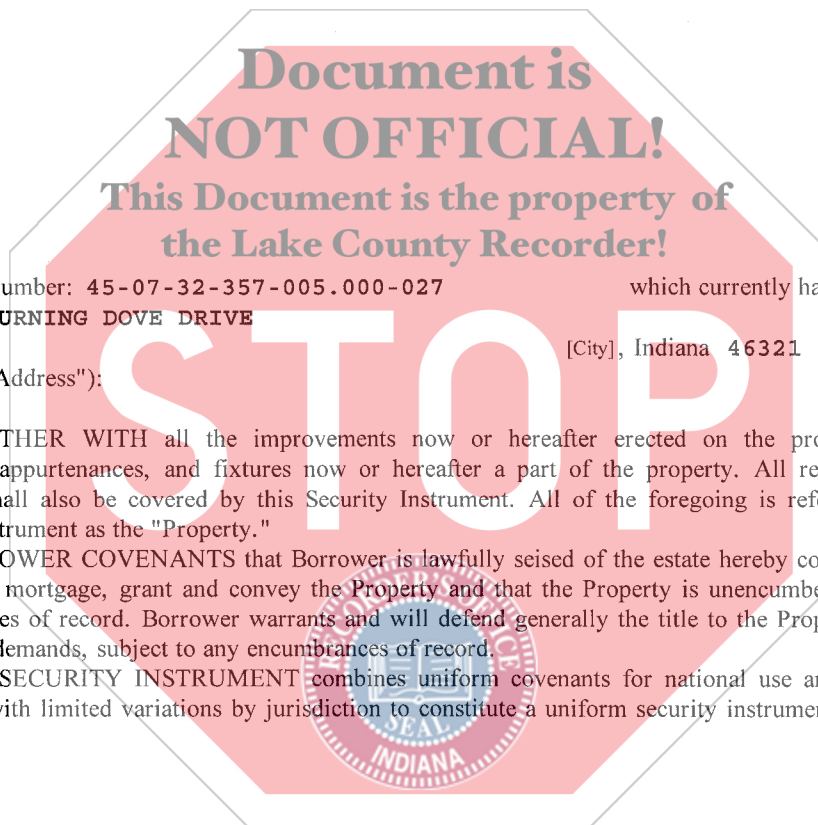 Document is
NOT OFFICIAL!
This Document is the property of
the Lake County Recorder!
umber: 45-07-32-357-005.000-027 which currently ha
URNING DOVE DRIVE
[City], Indiana 46321
Address"):
STOP
THER WITH all the improvements now or hereafter erected on the pro
appurtenances, and fixtures now or hereafter a part of the property. All re
all also be covered by this Security Instrument. All of the foregoing is refe
trument as the "Property."
OWER COVENANTS that Borrower is lawfully seised of the estate hereby co
mortgage, grant and convey the Property and that the Property is unencumbe
es of record. Borrower warrants and will defend generally the title to the Prop
demands, subject to any encumbrances of record.
SECURITY INSTRUMENT combines uniform covenants for national use a
with limited variations by jurisdiction to constitute a uniform security instrume
RECORDER'S OFFICE
SEAL
INDIANA